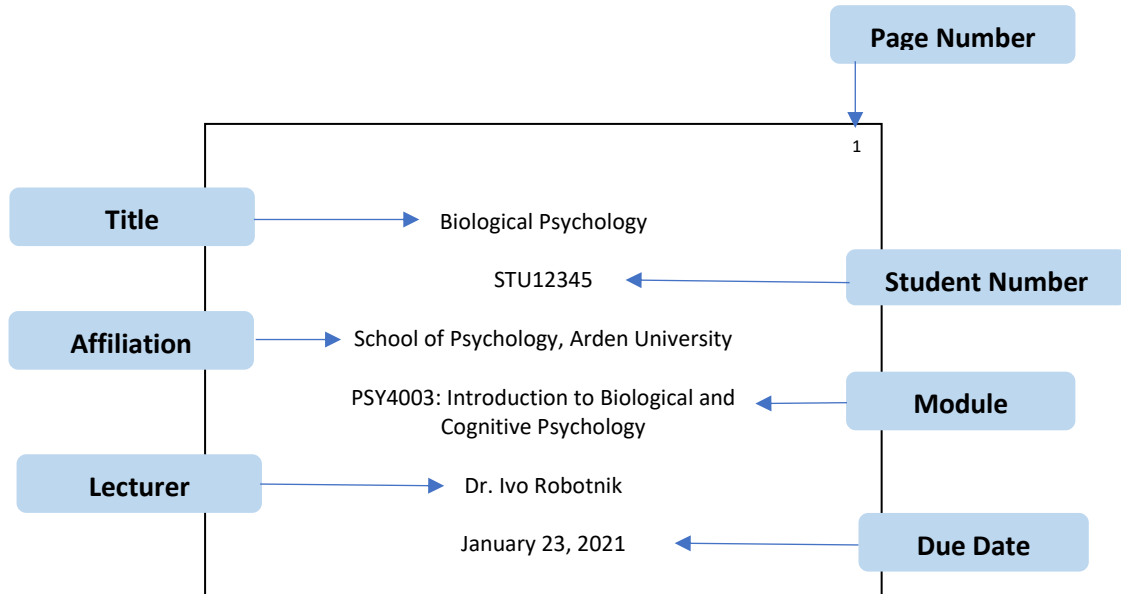 Page Number
1
Title
Biological Psychology
STU12345
Student Number
Affiliation
School of Psychology, Arden University
PSY4003: Introduction to Biological and
Cognitive Psychology
Module
Lecturer
Dr. Ivo Robotnik
January 23, 2021
Due Date